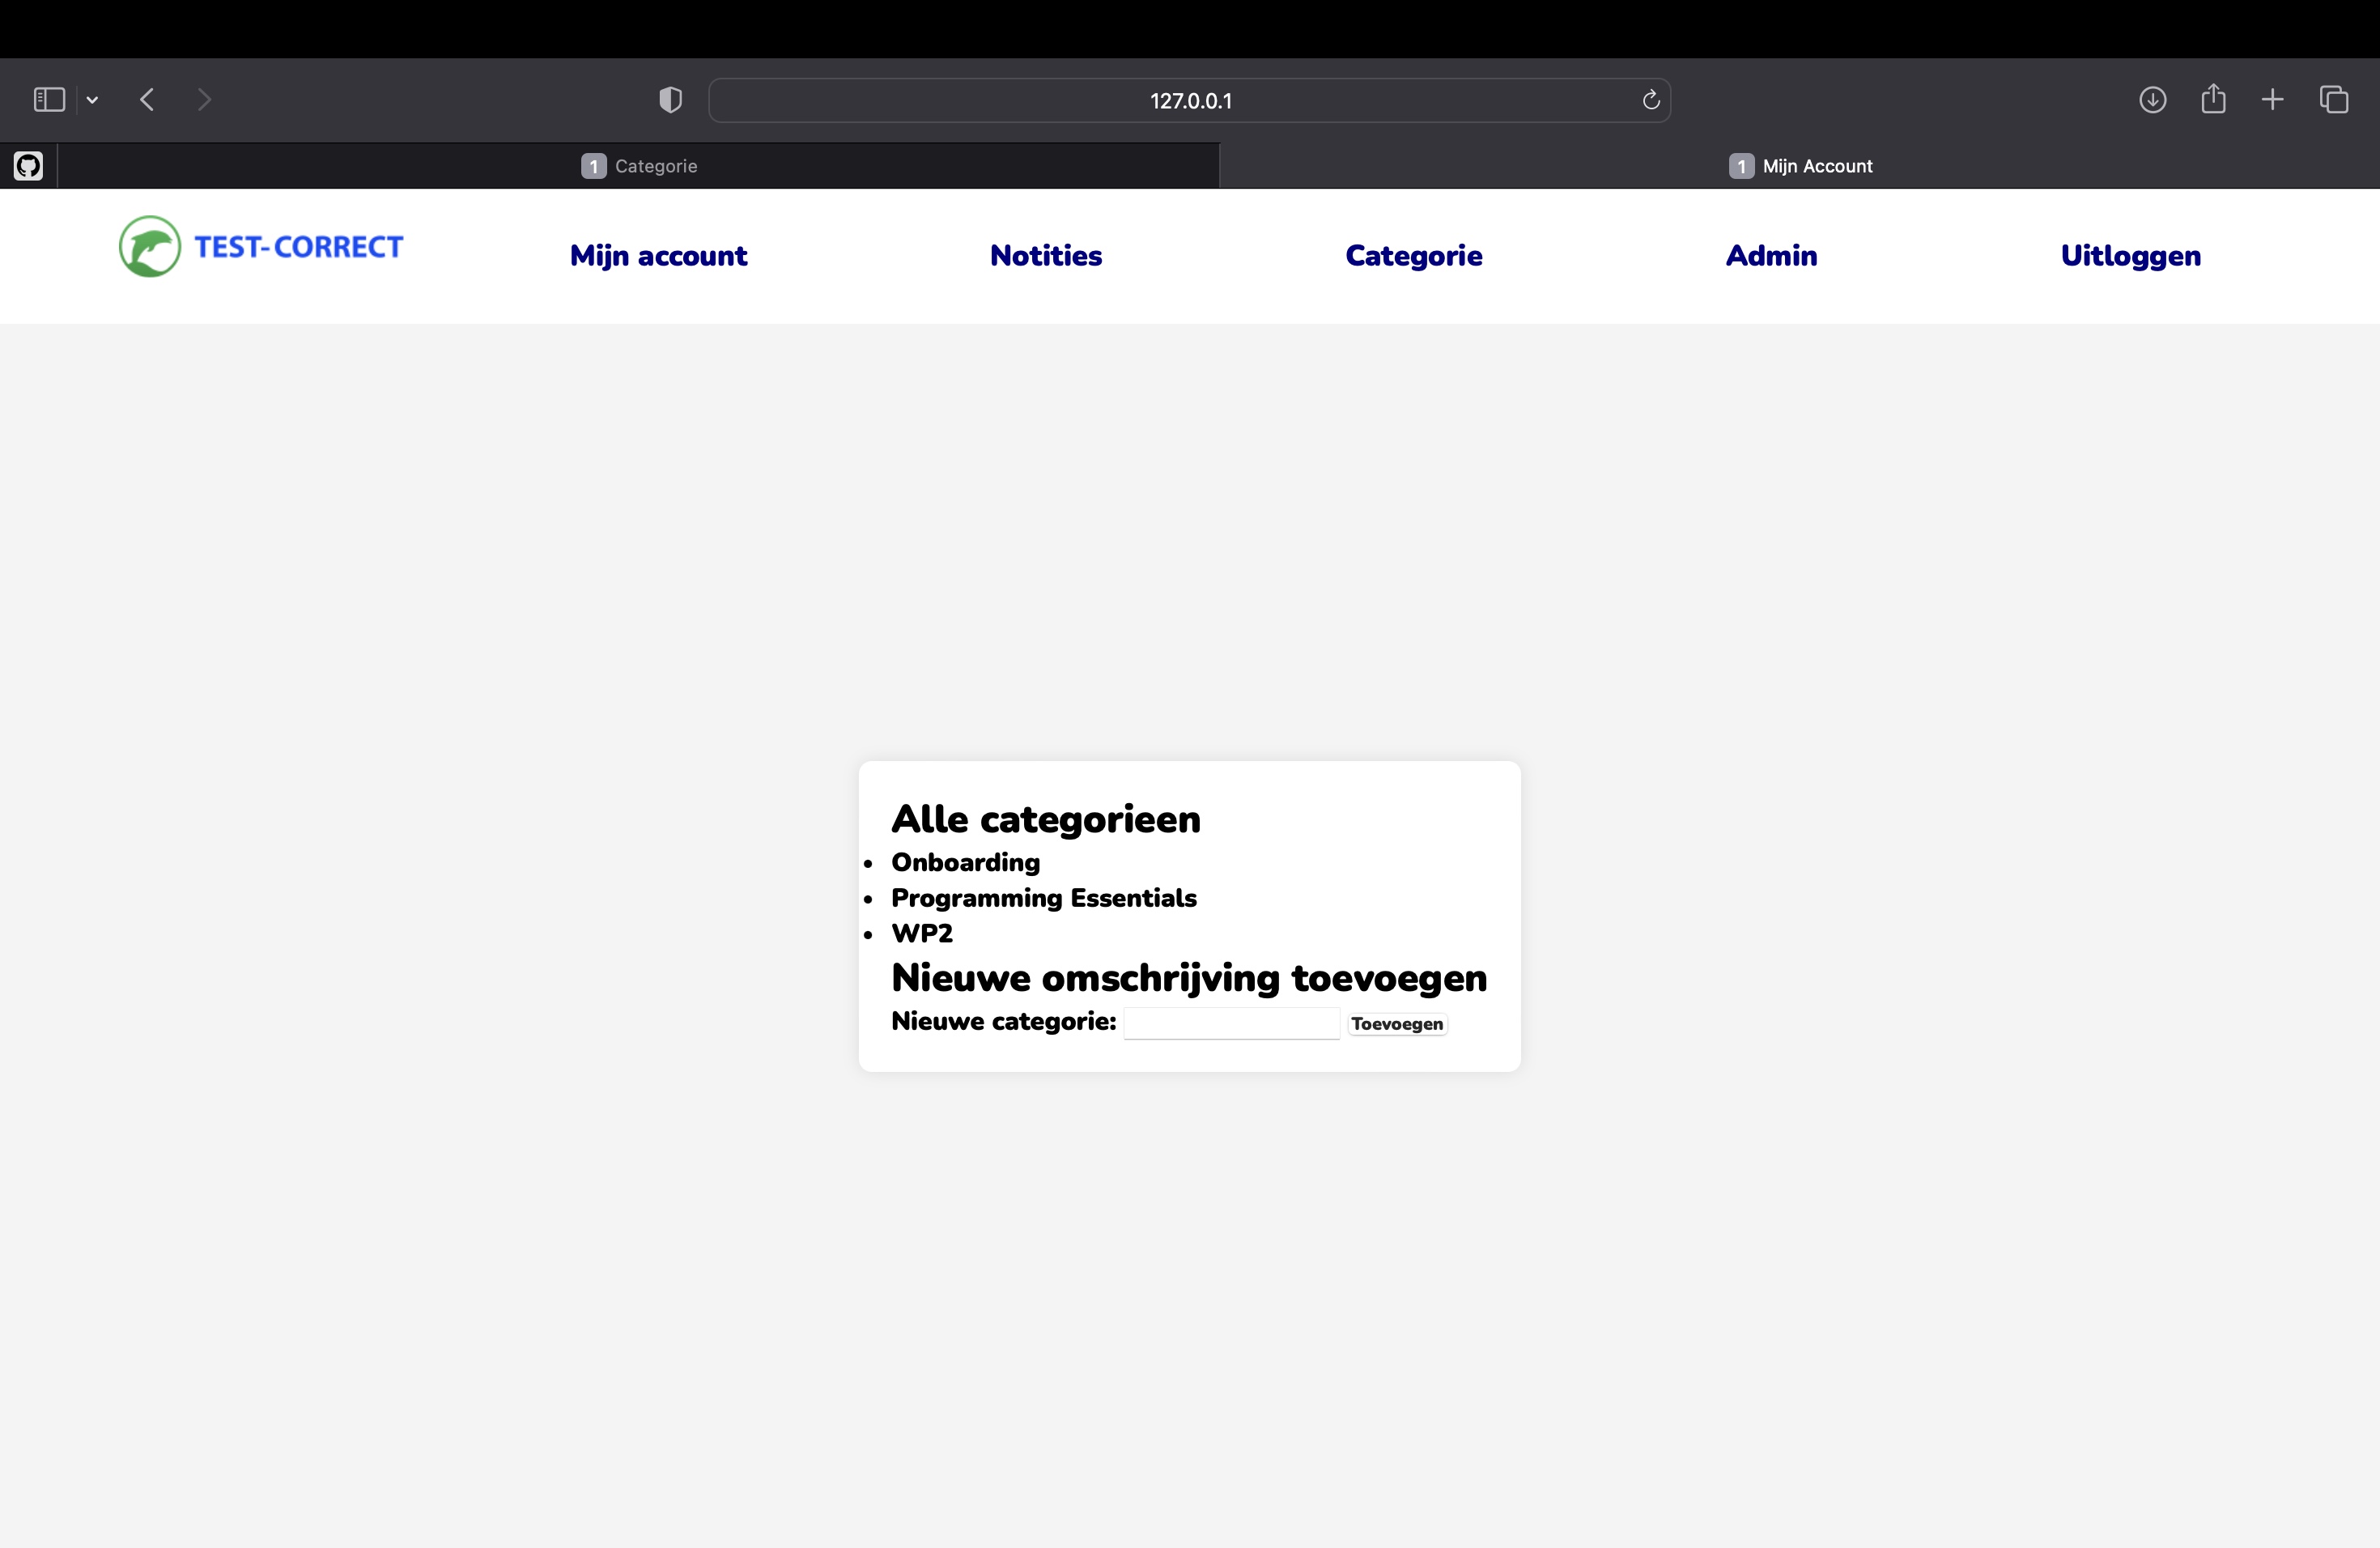 127.0.0.1
1 Categorie
1 Mijn Account
TEST-CORRECT
Mijn account
Notities
Categorie
Admin
Uitloggen
Alle categorieen
• Onboarding
• Programming Essentials
• WP2
Nieuwe omschrijving toevoegen
Nieuwe categorie: Toevoegen